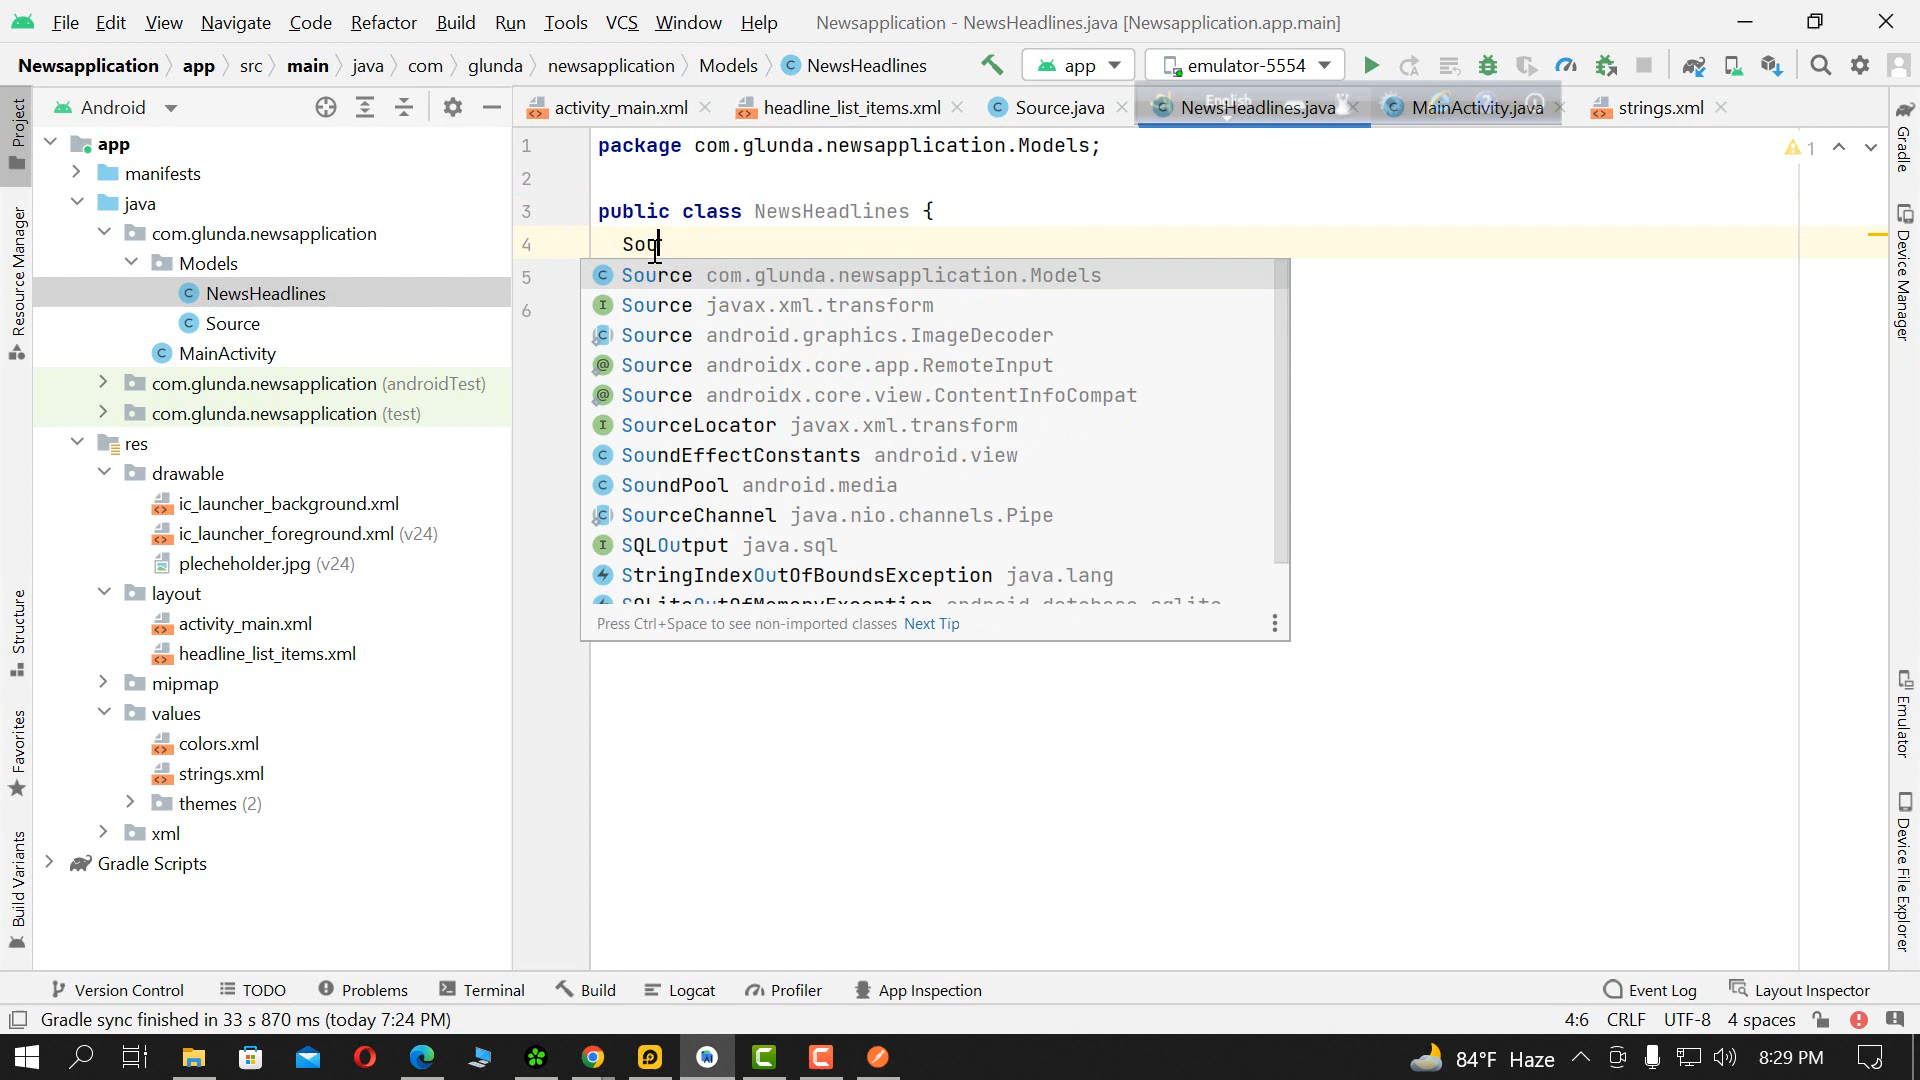 File Edit View Navigate Code Refactor Build Run Tools VCS Window Help Newsapplication - NewsHeadlines.java [Newsapplication.app.main]
Newsapplication app src main java com glunda newsapplication Models NewsHeadlines app emulator-5554
Android activity_main.xml headline_list_items.xml Source.java NewsHeadlines.java MainActivity.java strings.xml
Project
Resource Manager
Structure
Favorites
Build Variants
app
manifests
java
com.glunda.newsapplication
Models
NewsHeadlines
Source
MainActivity
com.glunda.newsapplication (androidTest)
com.glunda.newsapplication (test)
res
drawable
ic_launcher_background.xml
ic_launcher_foreground.xml (v24)
plecheholder.jpg (v24)
layout
activity_main.xml
headline_list_items.xml
mipmap
values
colors.xml
strings.xml
themes (2)
xml
Gradle Scripts
1 package com.glunda.newsapplication.Models; 1
2
3 public class NewsHeadlines {
4 Sou
5
6
Source com.glunda.newsapplication.Models
Source javax.xml.transform
Source android.graphics.ImageDecoder
Source androidx.core.app.RemoteInput
Source androidx.core.view.ContentInfoCompat
SourceLocator javax.xml.transform
SoundEffectConstants android.view
SoundPool android.media
SourceChannel java.nio.channels.Pipe
SQLOutput java.sql
StringIndexOutOfBoundsException java.lang
SQLiteOutOfMemoryException android.database.sqlite
Press Ctrl+Space to see non-imported classes Next Tip
Gradle
Device Manager
Emulator
Device File Explorer
Version Control TODO Problems Terminal Build Logcat Profiler App Inspection Event Log Layout Inspector
Gradle sync finished in 33 s 870 ms (today 7:24 PM) 4:6 CRLF UTF-8 4 spaces
84°F Haze 8:29 PM